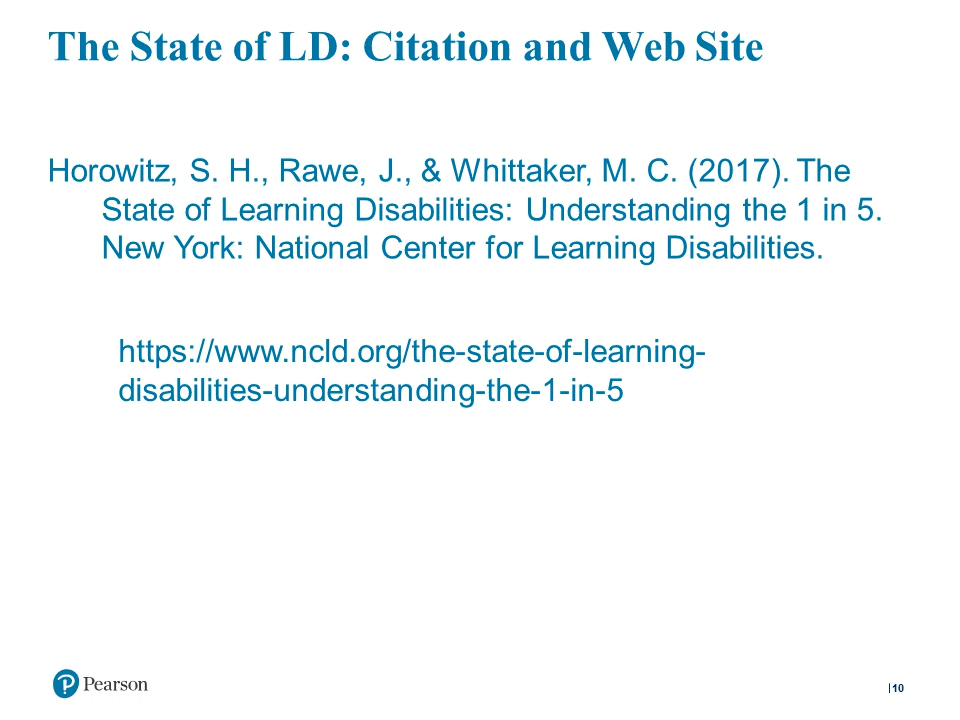 The State of LD: Citation and Web Site
Horowitz, S. H., Rawe, J., & Whittaker, M. C. (2017). The
State of Learning Disabilities: Understanding the 1 in 5.
New York: National Center for Learning Disabilities.
https://www.ncld.org/the-state-of-learning-
disabilities-understanding-the-1-in-5
P Pearson
|10